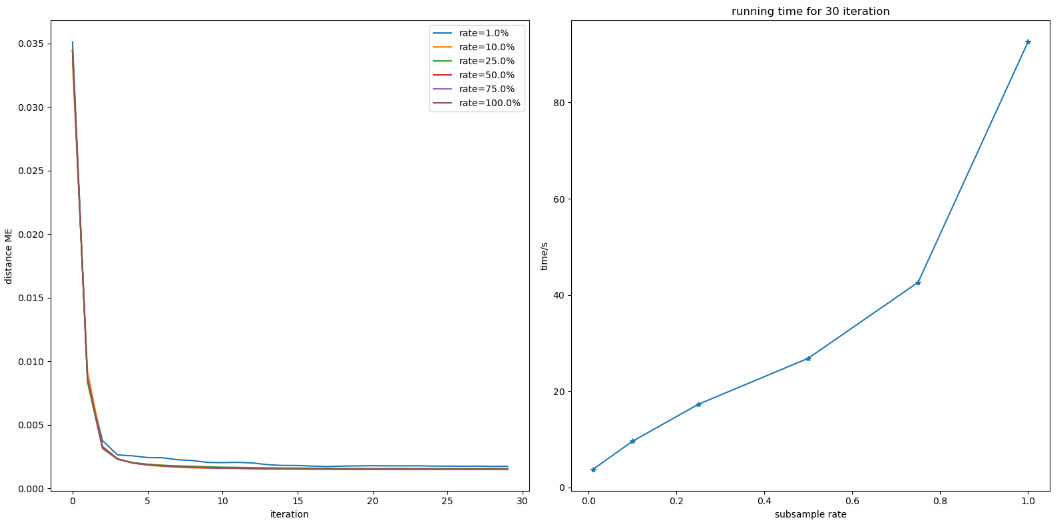 rate=1.0%
rate=10.0%
rate=25.0%
rate=50.0%
rate=75.0%
rate=100.0%
0.035
0.030
0.025
0.020
0.015
0.010
0.005
0.000
distance ME
0 5 10 15 20 25 30
iteration
running time for 30 iteration
80
60
40
20
0
time/s
0.0 0.2 0.4 0.6 0.8 1.0
subsample rate